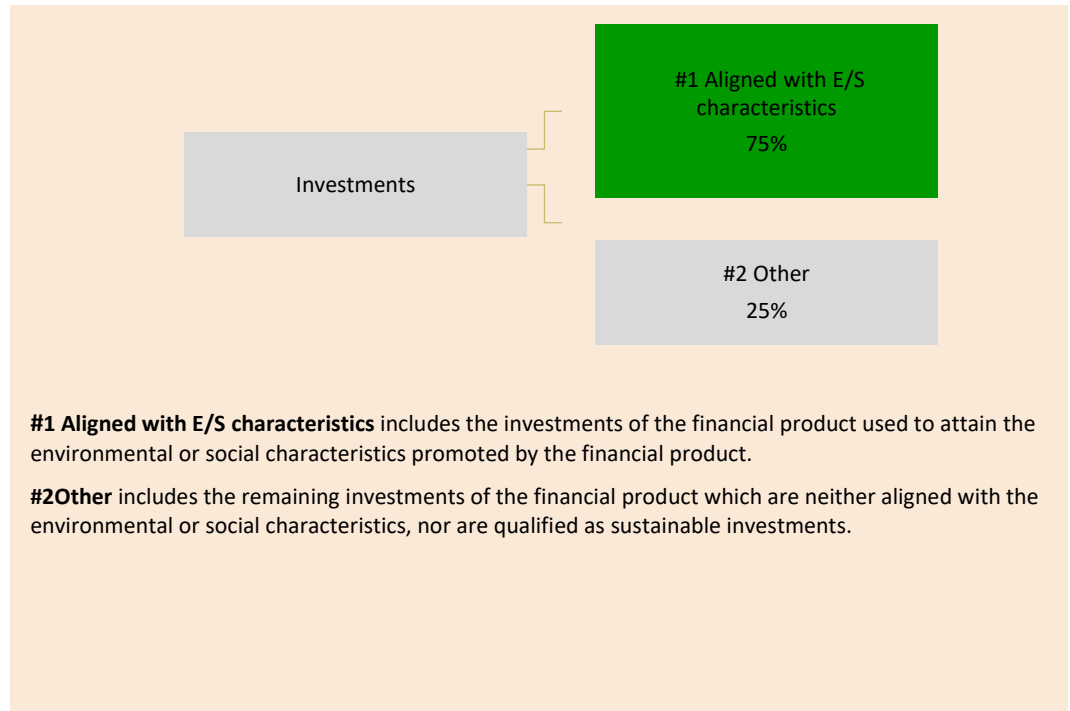 #1 Aligned with E/S
characteristics
75%
Investments
#2 Other
25%
#1 Aligned with E/S characteristics includes the investments of the financial product used to attain the
environmental or social characteristics promoted by the financial product.
#2Other includes the remaining investments of the financial product which are neither aligned with the
environmental or social characteristics, nor are qualified as sustainable investments.